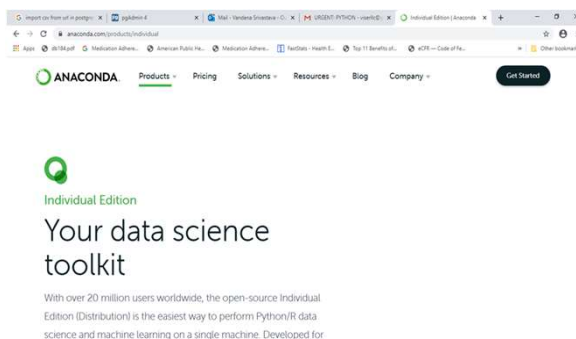 import csv from url in postgr
pgAdmin 4
Mail - Vandana Srivastava - O
M URGENT: PYTHON - viserilc@
Individual Edition | Anaconda
anaconda.com/products/individual
Apps
db184.pdf
G Medication Adhere...
American Public He...
Medication Adhere...
FastStats - Health S...
Top 11 Benefits of...
eCFR — Code of Fe...
»
Other bookmarks
ANACONDA.
Products
Pricing
Solutions
Resources
Blog
Company
Get Started
Individual Edition
Your data science
toolkit
With over 20 million users worldwide, the open-source Individual
Edition (Distribution) is the easiest way to perform Python/R data
science and machine learning on a single machine. Developed for